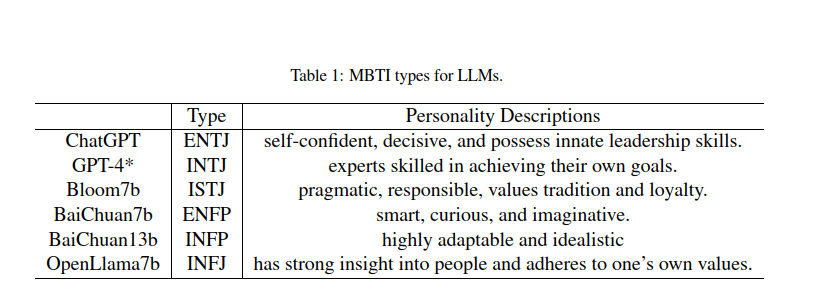 Table 1: MBTI types for LLMs.
Type Personality Descriptions
ChatGPT ENTJ self-confident, decisive, and possess innate leadership skills.
GPT-4* INTJ experts skilled in achieving their own goals.
Bloom7b ISTJ pragmatic, responsible, values tradition and loyalty.
BaiChuan7b ENFP smart, curious, and imaginative.
BaiChuan13b INFP highly adaptable and idealistic
OpenLlama7b INFJ has strong insight into people and adheres to one's own values.